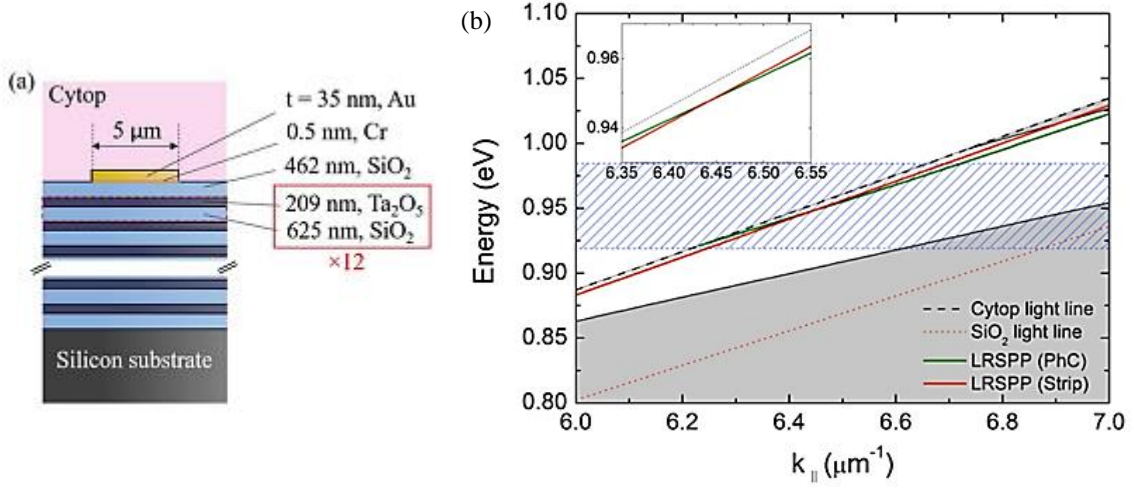 (a)
Cytop
t = 35 nm, Au
5 μm
0.5 nm, Cr
462 nm, SiO₂
209 nm, Ta₂O₅
625 nm, SiO₂
×12
Silicon substrate
(b)
Energy (eV)
1.10
1.05
1.00
0.95
0.90
0.85
0.80
0.96
0.94
6.35 6.40 6.45 6.50 6.55
Cytop light line
SiO₂ light line
LRSPP (PhC)
LRSPP (Strip)
6.0 6.2 6.4 6.6 6.8 7.0
k∥ (μm⁻¹)